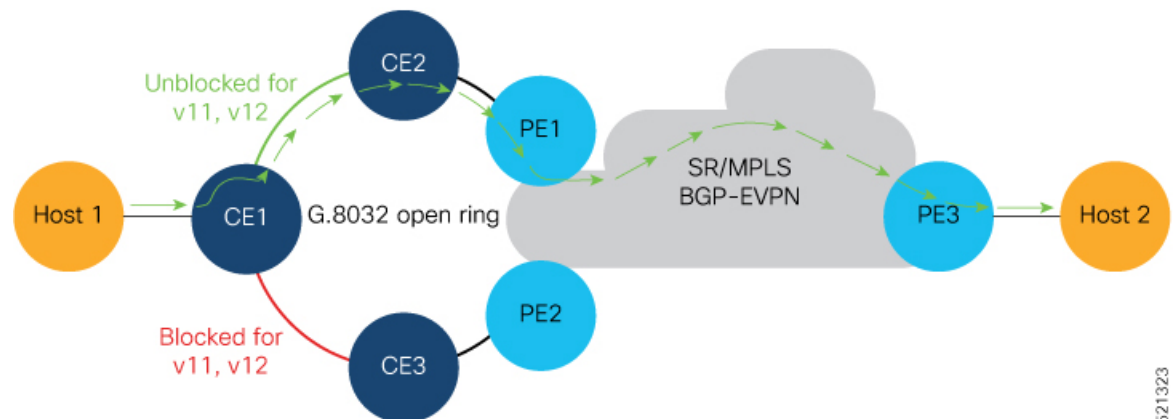 CE2
Unblocked for
v11, v12
PE1
SR/MPLS
BGP-EVPN
Host 1
CE1
G.8032 open ring
PE3
Host 2
PE2
Blocked for
v11, v12
CE3
521323